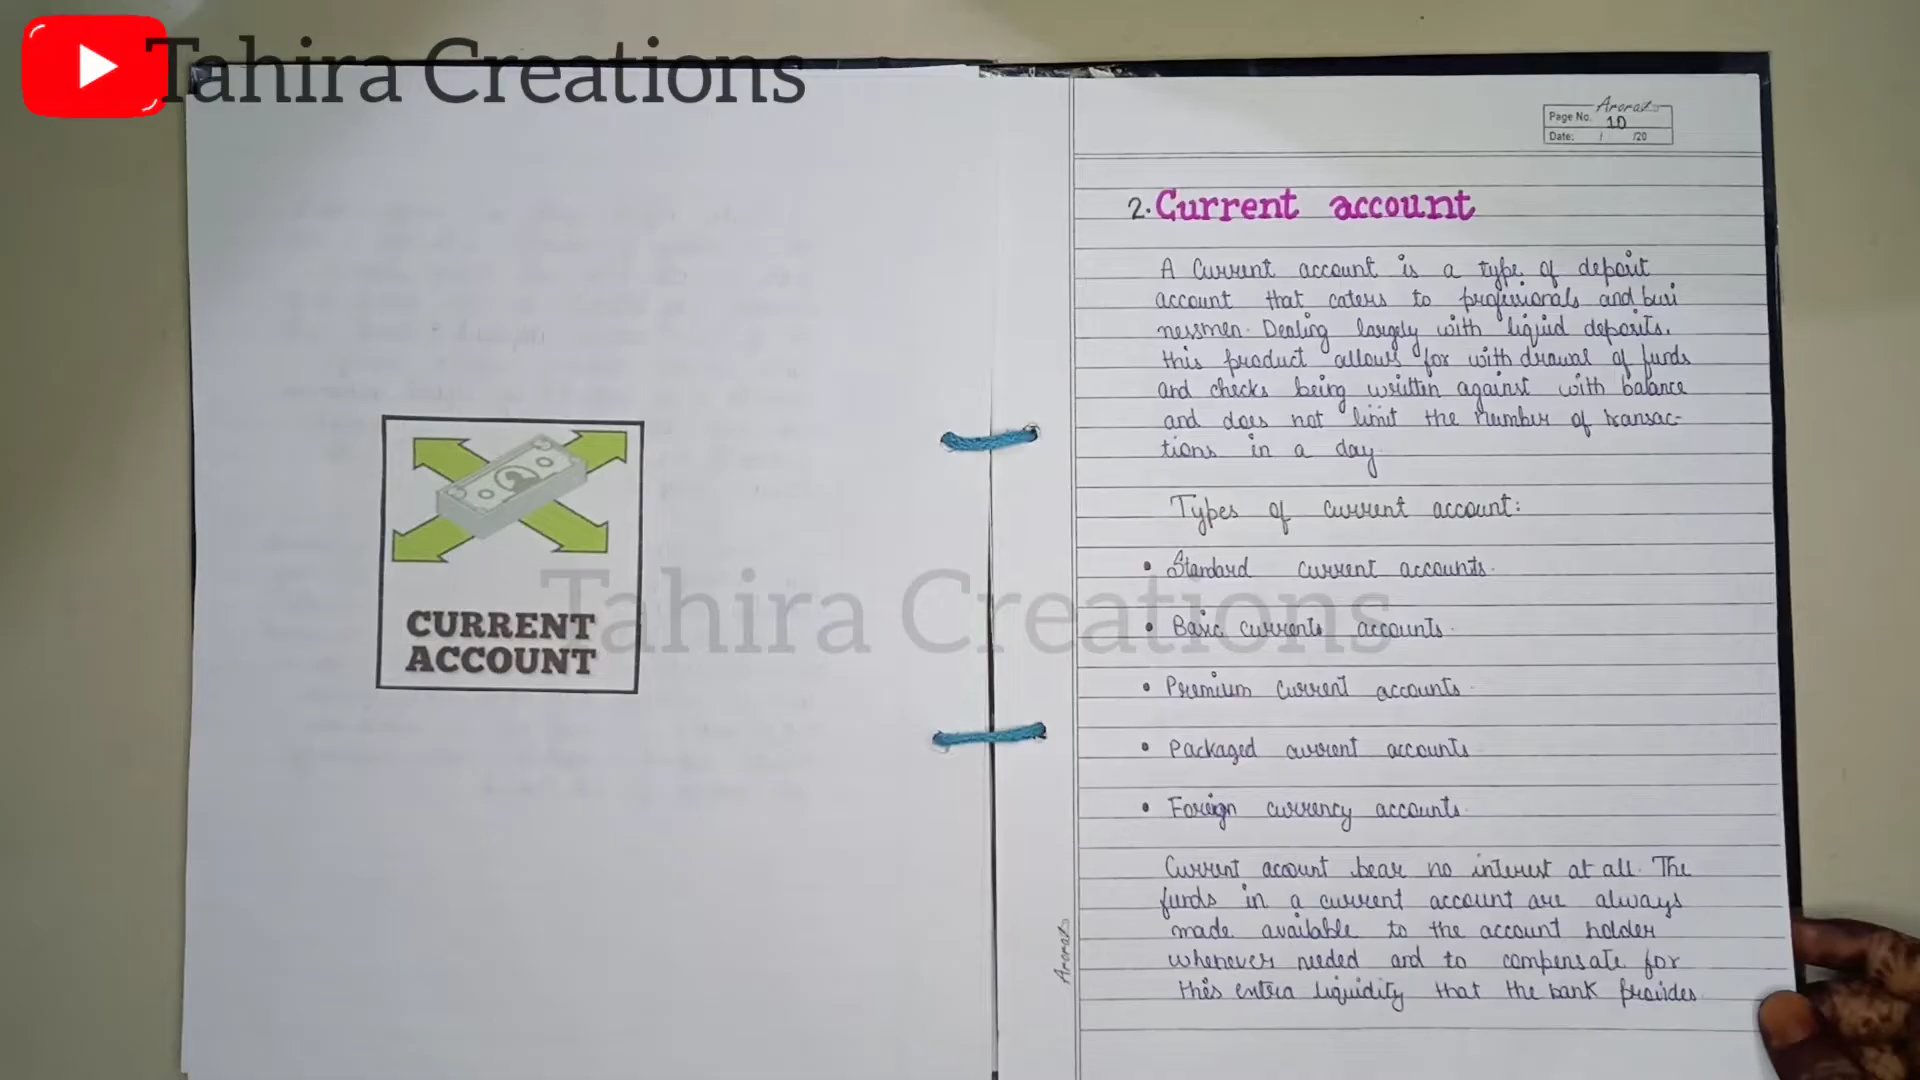 Tahira Creations
CURRENT
ACCOUNT
Tahira Creations
Arorals
Page No. 10
Date: / /20
2. Current account
A Current account is a type of deposit
account that caters to professionals and busi
nessmen. Dealing largely with liquid deposits.
this product allows for with drawal of funds
and checks being written against with balance
and does not limit the number of transac-
tions in a day.
Types of current account:
• Standard current accounts.
• Basic currents accounts.
• Premium current accounts.
• Packaged current accounts
• Foreign currency accounts.
Current account bear no interest at all. The
funds in a current account are always
made available to the account holder
whenever needed and to compensate for
this extra liquidity that the bank provides
Arorals